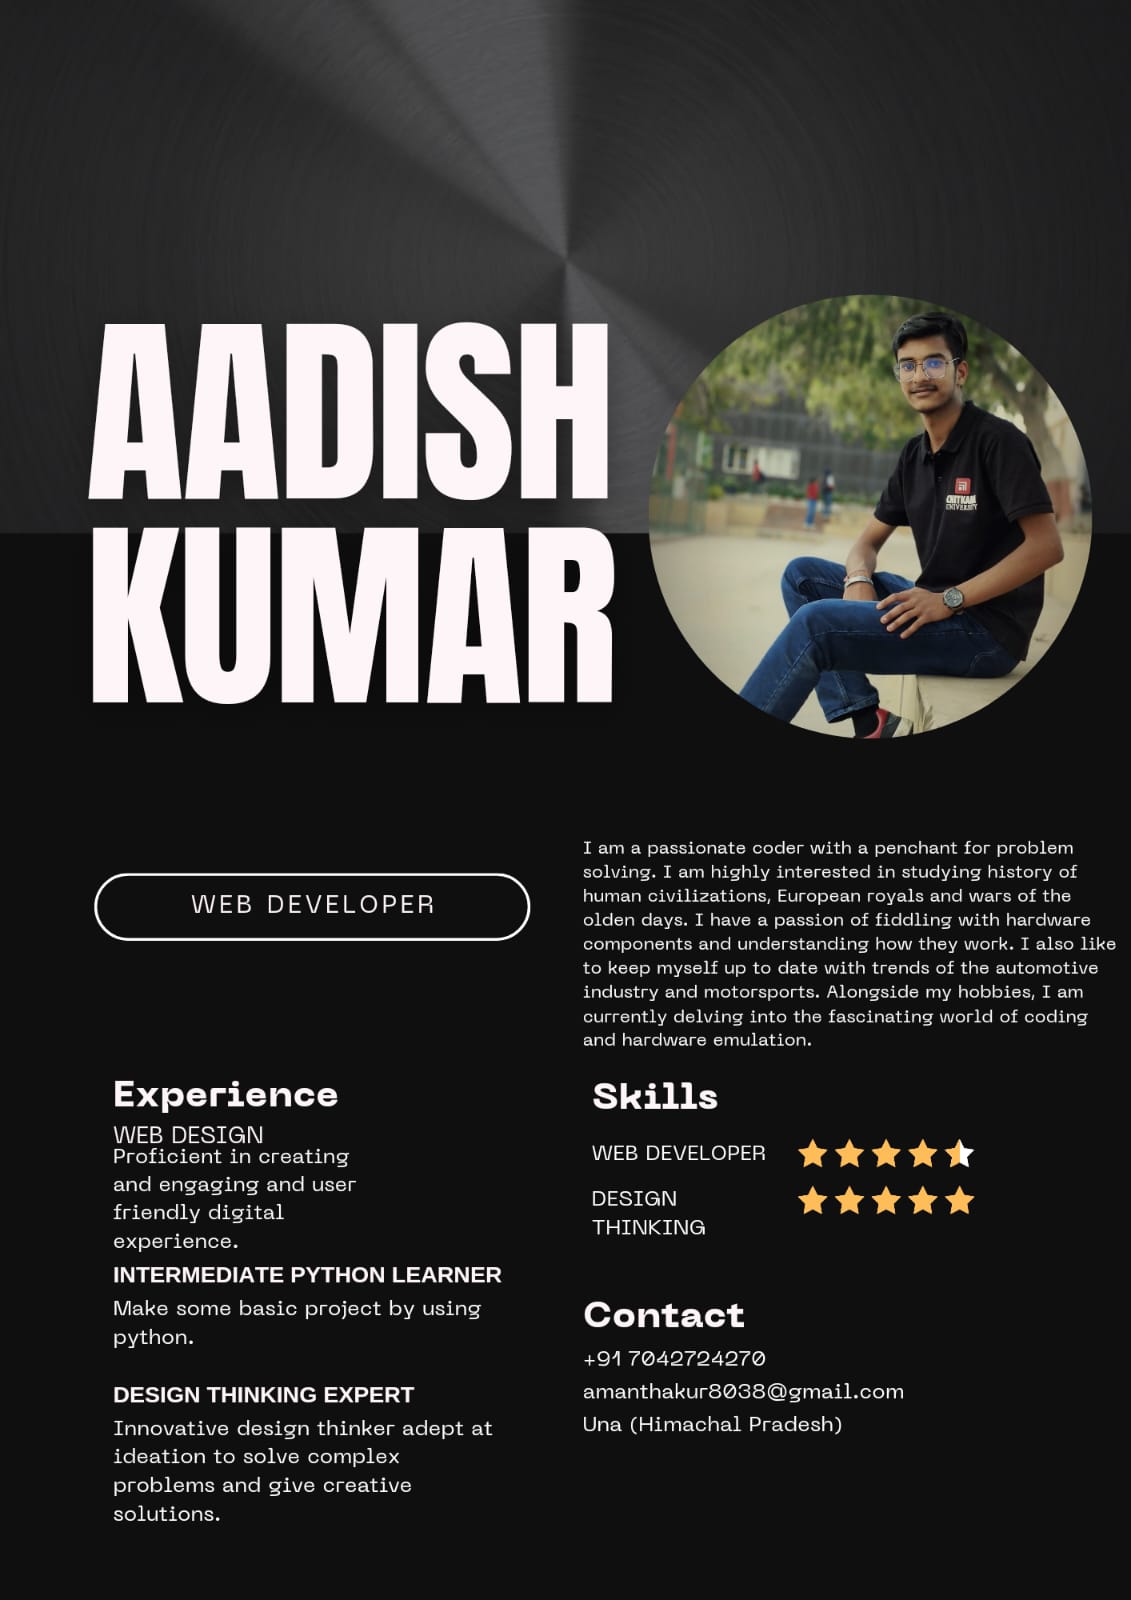 AADISH
KUMAR
CHITKARA
UNIVERSITY
WEB DEVELOPER
I am a passionate coder with a penchant for problem
solving. I am highly interested in studying history of
human civilizations, European royals and wars of the
olden days. I have a passion of fiddling with hardware
components and understanding how they work. I also like
to keep myself up to date with trends of the automotive
industry and motorsports. Alongside my hobbies, I am
currently delving into the fascinating world of coding
and hardware emulation.
Experience
WEB DESIGN
Proficient in creating
and engaging and user
friendly digital
experience.
INTERMEDIATE PYTHON LEARNER
Make some basic project by using
python.
DESIGN THINKING EXPERT
Innovative design thinker adept at
ideation to solve complex
problems and give creative
solutions.
Skills
WEB DEVELOPER
DESIGN
THINKING
Contact
+91 7042724270
amanthakur8038@gmail.com
Una (Himachal Pradesh)